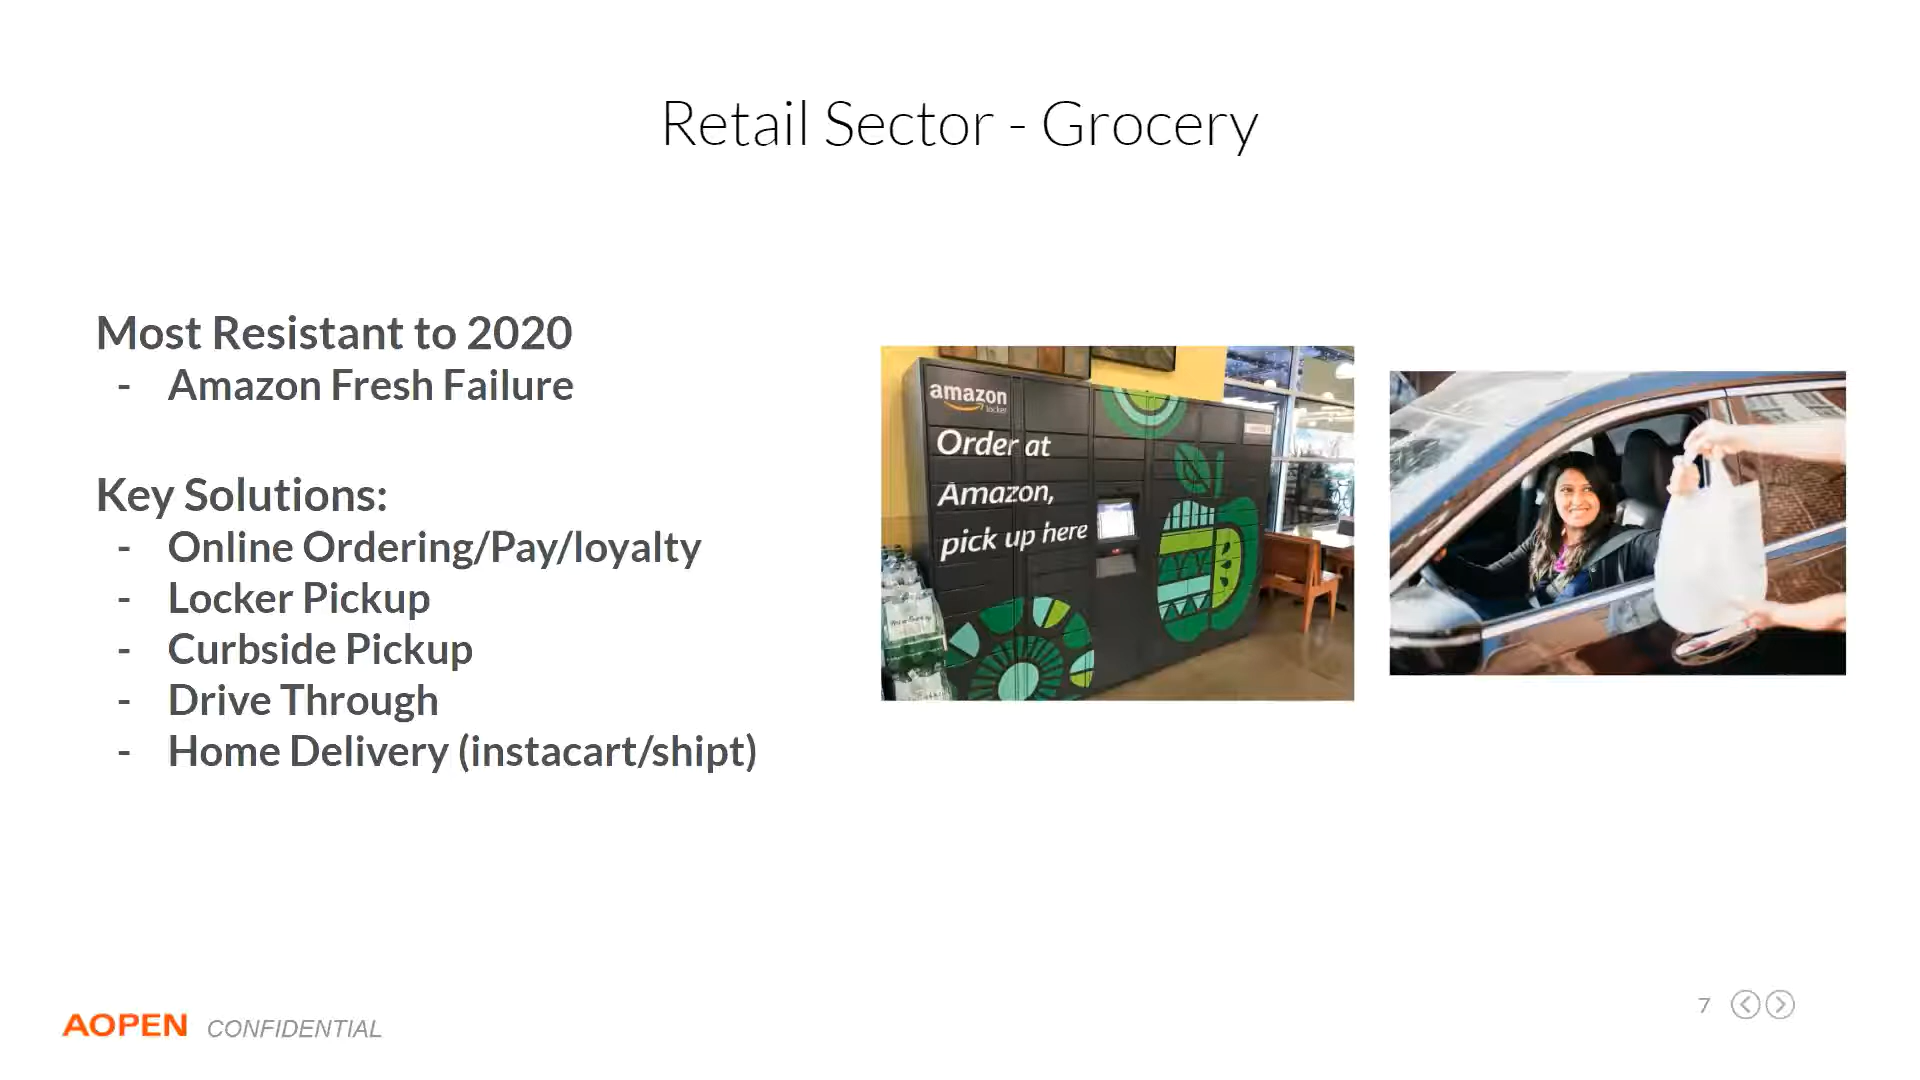 Retail Sector - Grocery
Most Resistant to 2020
- Amazon Fresh Failure
Key Solutions:
- Online Ordering/Pay/loyalty
- Locker Pickup
- Curbside Pickup
- Drive Through
- Home Delivery (instacart/shipt)
amazon
locker
Order at
Amazon,
pick up here
AOPEN CONFIDENTIAL
7